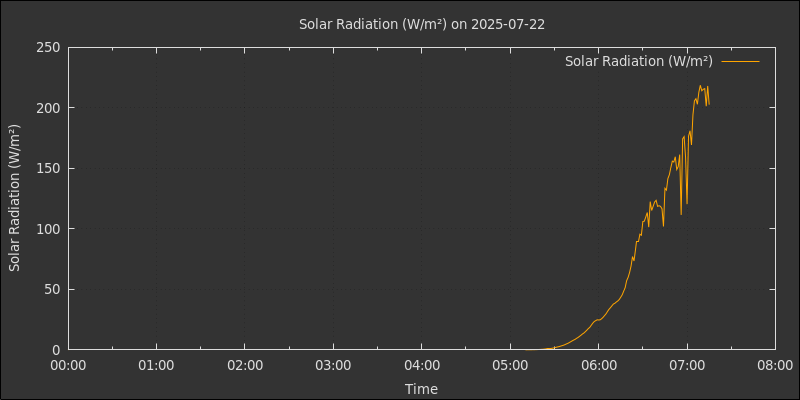 Solar Radiation (W/m²) on 2025-07-22
Solar Radiation (W/m²)
250
200
150
100
50
0
Solar Radiation (W/m²)
00:00 01:00 02:00 03:00 04:00 05:00 06:00 07:00 08:00
Time